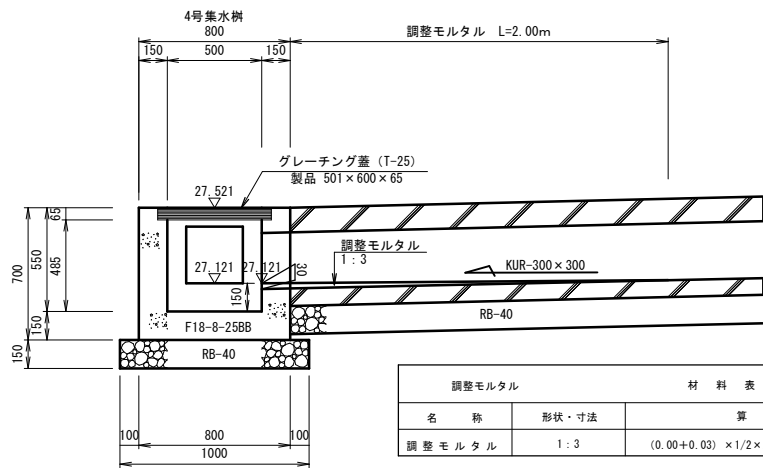 4号集水桝
800
150 500 150
調整モルタル L=2.00m
グレーチング蓋 (T-25)
製品 501×600×65
27.521
65
485
550
700
150
150
調整モルタル
1:3
27.121
27.121
30
150
KUR-300×300
F18-8-25BB
RB-40
RB-40
100 800 100
1000
調整モルタル 材料表
名称 形状・寸法 算
調整モルタル 1:3 (0.00+0.03)×1/2×